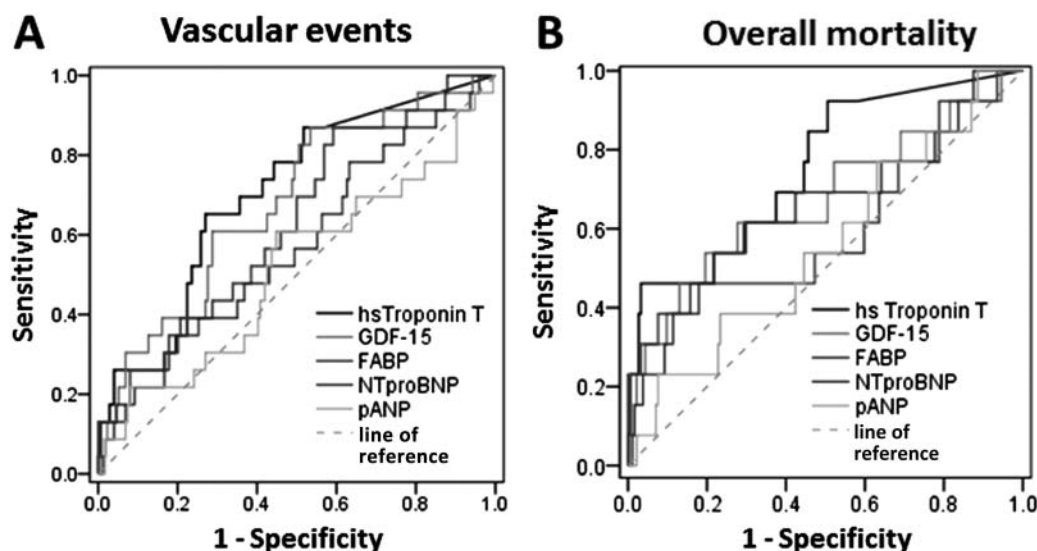 A Vascular events
1.0
0.8
0.6
0.4
0.2
0.0
Sensitivity
hsTroponin T
GDF-15
FABP
NTproBNP
pANP
line of
reference
0.0 0.2 0.4 0.6 0.8 1.0
1 - Specificity
B Overall mortality
1.0
0.8
0.6
0.4
0.2
0.0
Sensitivity
hs Troponin T
GDF-15
FABP
NTproBNP
pANP
line of
reference
0.0 0.2 0.4 0.6 0.8 1.0
1 - Specificity